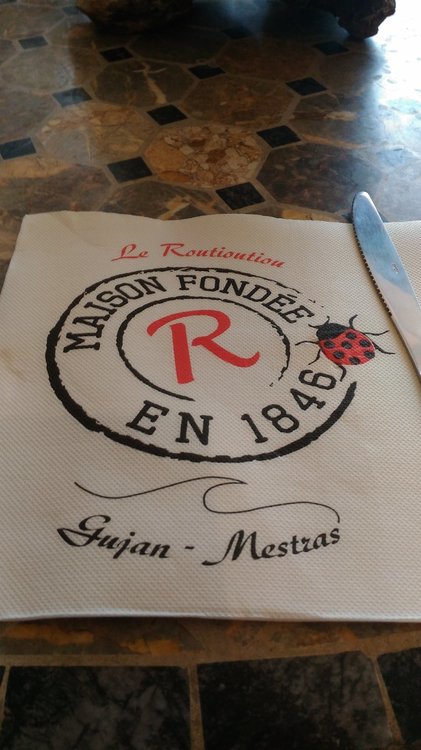 Le Routioutiou
MAISON FONDÉE
R
EN 1846
Gujan - Mestras